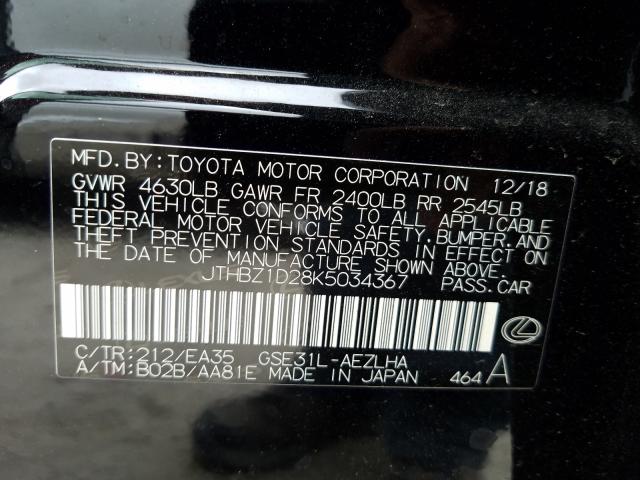 MFD.BY:TOYOTA MOTOR CORPORATION 12/18
GVWR 4630LB GAWR FR 2400LB RR 2545LB
THIS VEHICLE CONFORMS TO ALL APPLICABLE
FEDERAL MOTOR VEHICLE SAFETY,BUMPER,AND
THEFT PREVENTION STANDARDS IN EFFECT ON
THE DATE OF MANUFACTURE SHOWN ABOVE.
JTHBZ1D28K5034367 PASS.CAR
C/TR:212/EA35 GSE31L-AEZLHA
A/TM:B02B/AA81E MADE IN JAPAN 464 A